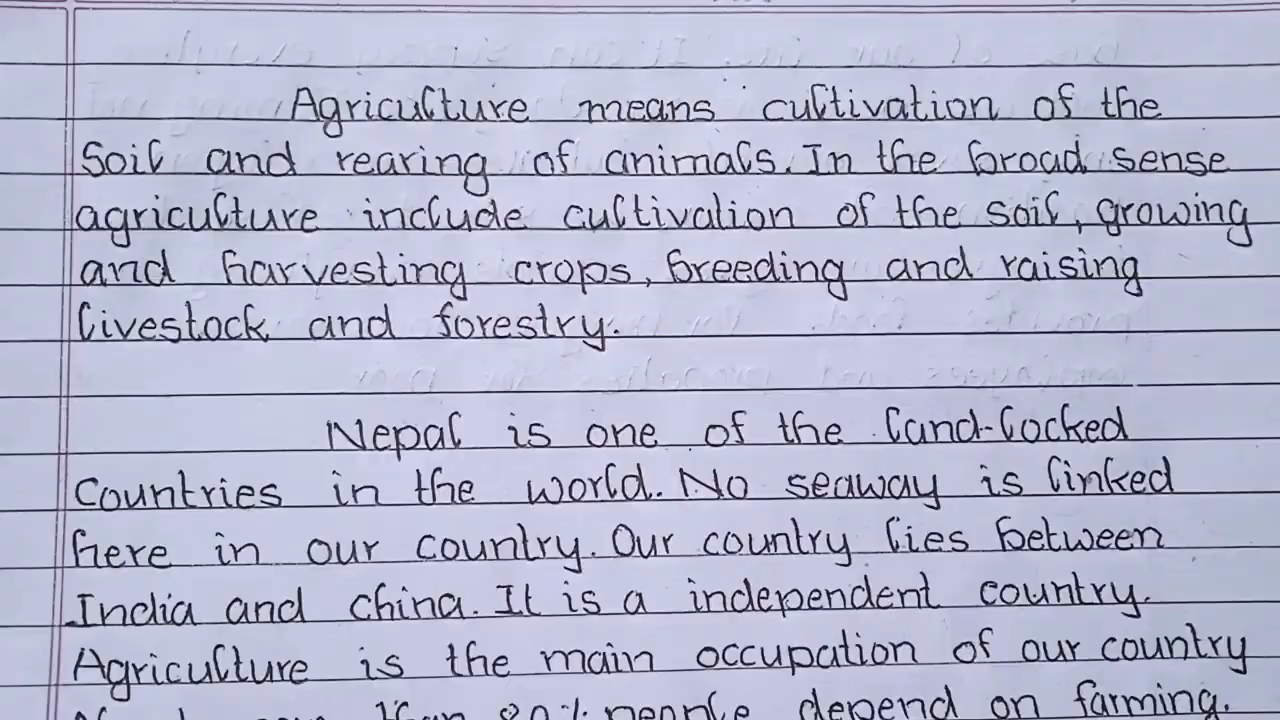 Agriculture means cultivation of the
Soil and rearing of animals. In the broad sense
agriculture include cultivation of the soil, growing
and harvesting crops, breeding and raising
livestock and forestry.
Nepal is one of the land-locked
Countries in the world. No seaway is linked
here in our country. Our country lies between
India and china. It is a independent country.
Agriculture is the main occupation of our country
people depend on farming.